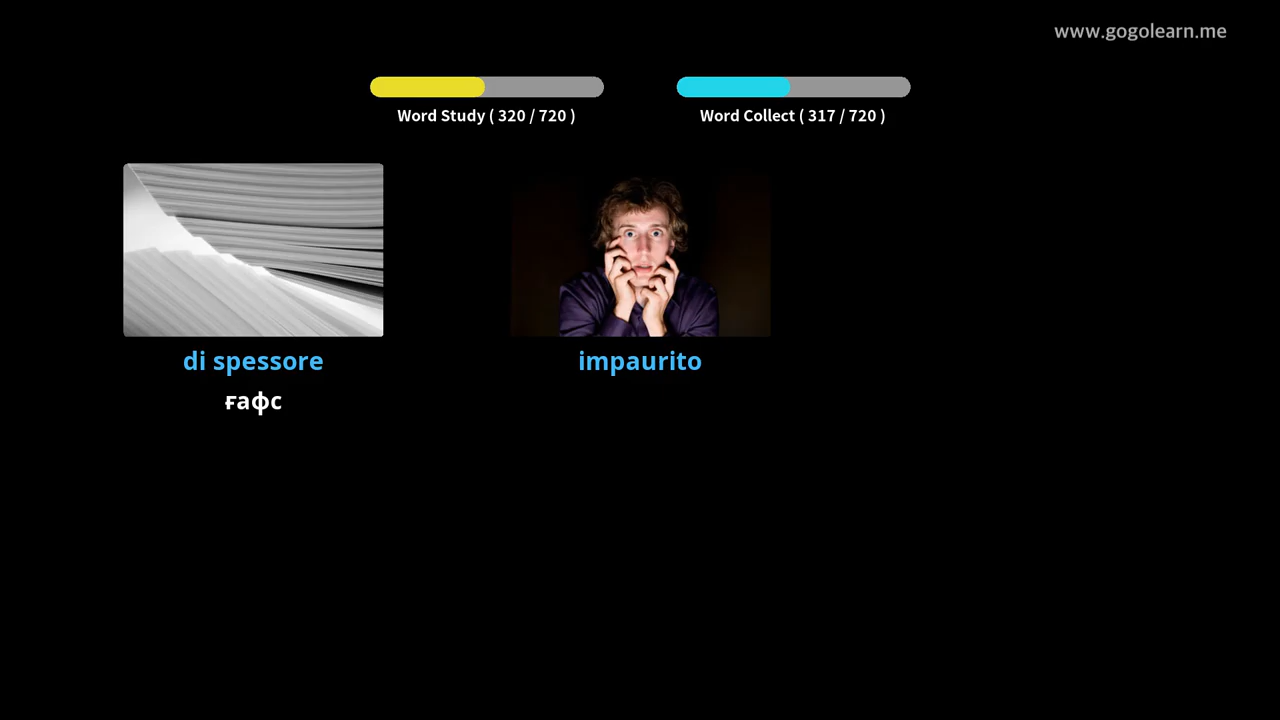 www.gogolearn.me
Word Study ( 320 / 720 )
Word Collect ( 317 / 720 )
di spessore
impaurito
ғафс